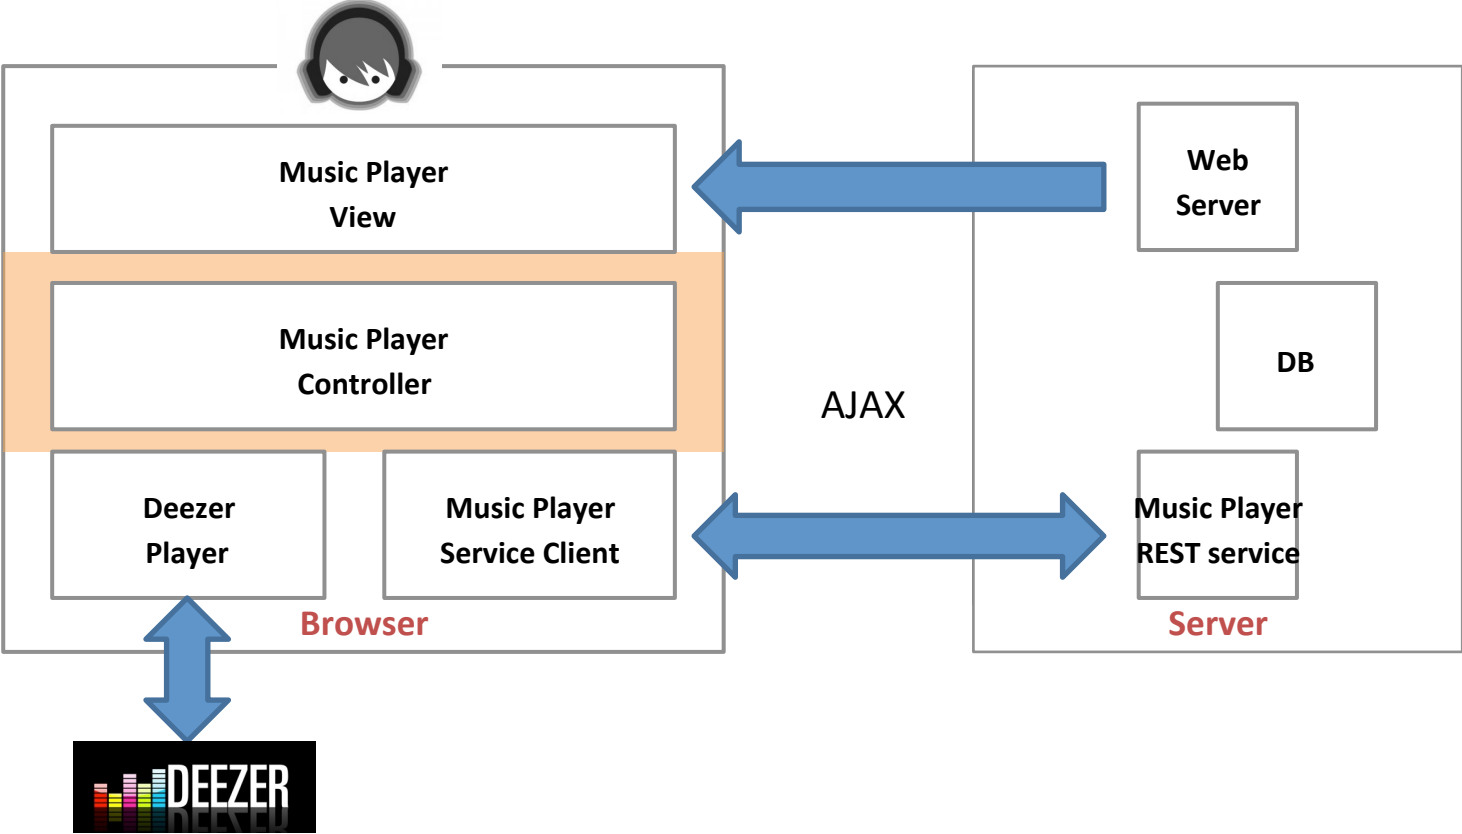 Music Player
View
Web
Server
Music Player
Controller
DB
AJAX
Deezer
Player
Music Player
Service Client
Music Player
REST service
Browser
Server
DEEZER